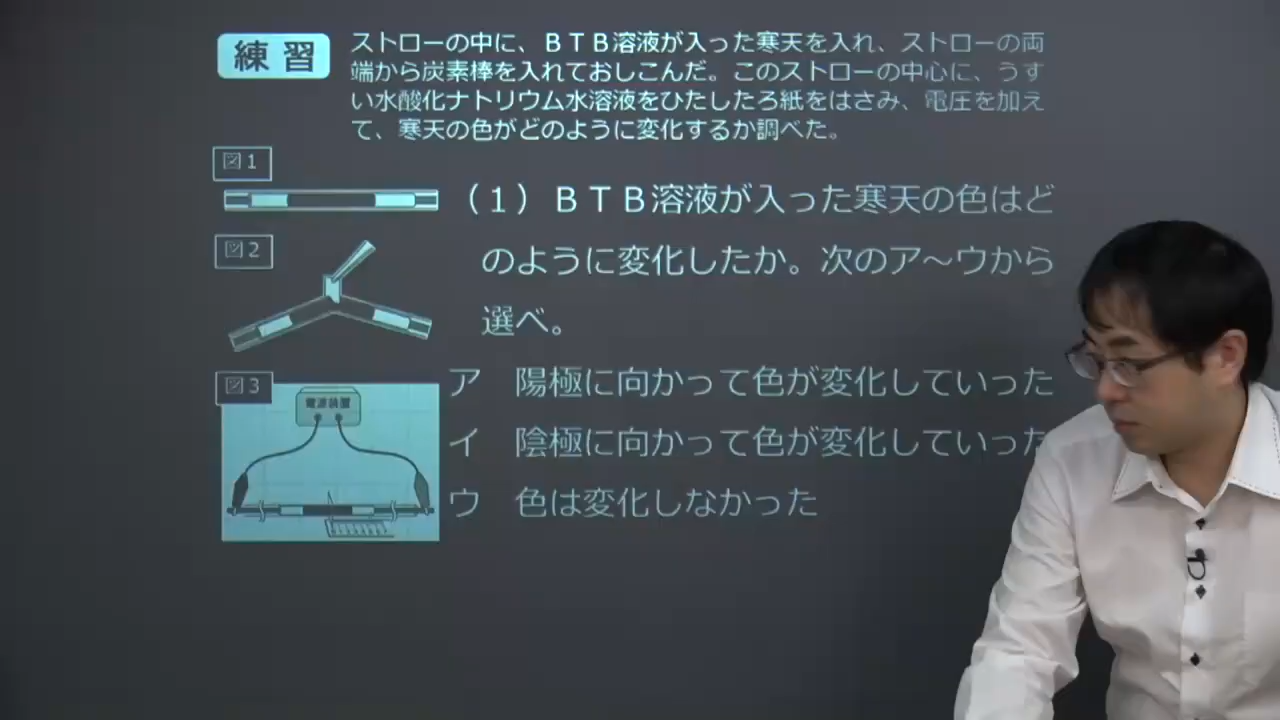 練習
ストローの中に、ＢＴＢ溶液が入った寒天を入れ、ストローの両
端から炭素棒を入れておしこんだ。このストローの中心に、うす
い水酸化ナトリウム水溶液をひたしたろ紙をはさみ、電圧を加え
て、寒天の色がどのように変化するか調べた。
図１
（１）ＢＴＢ溶液が入った寒天の色はど
のように変化したか。次のア～ウから
選べ。
図２
図３
電源装置
ア　陽極に向かって色が変化していった
イ　陰極に向かって色が変化していった
ウ　色は変化しなかった